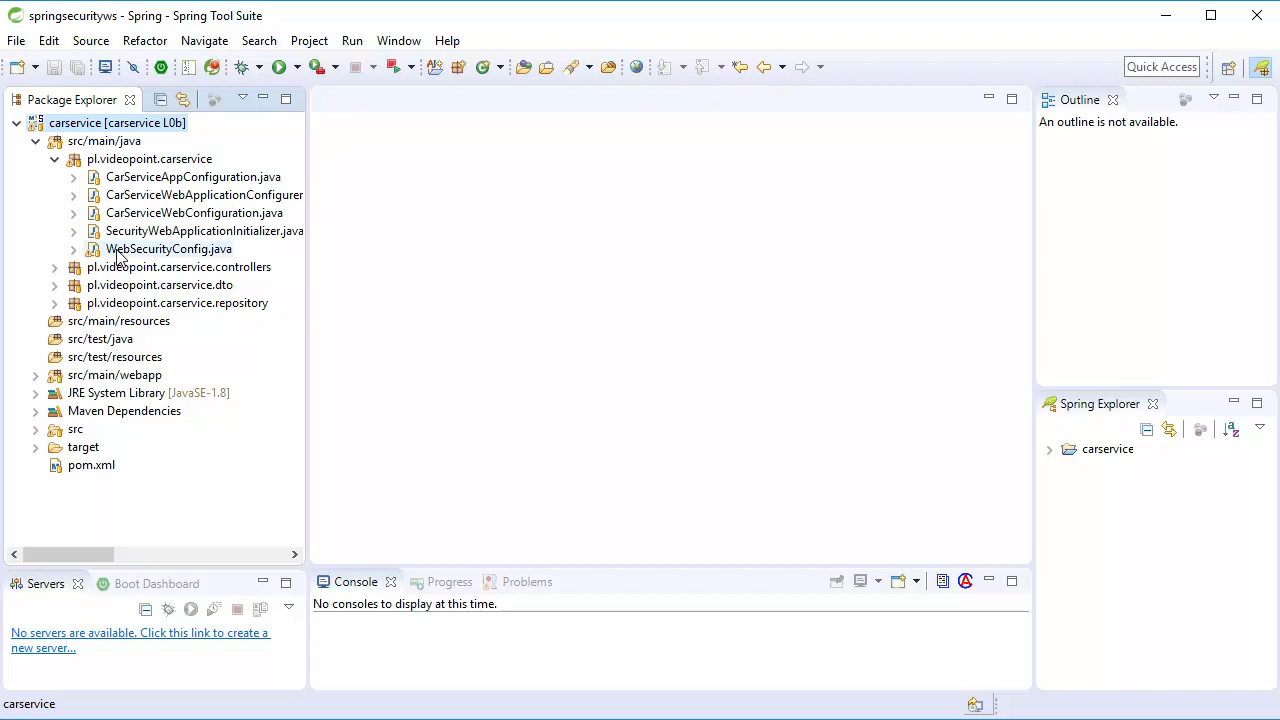 springsecurityws - Spring - Spring Tool Suite
File Edit Source Refactor Navigate Search Project Run Window Help
Quick Access
Package Explorer
carservice [carservice L0b]
src/main/java
pl.videopoint.carservice
CarServiceAppConfiguration.java
CarServiceWebApplicationConfigurer
CarServiceWebConfiguration.java
SecurityWebApplicationInitializer.java
WebSecurityConfig.java
pl.videopoint.carservice.controllers
pl.videopoint.carservice.dto
pl.videopoint.carservice.repository
src/main/resources
src/test/java
src/test/resources
src/main/webapp
JRE System Library [JavaSE-1.8]
Maven Dependencies
src
target
pom.xml
Outline
An outline is not available.
Spring Explorer
carservice
Servers Boot Dashboard
No servers are available. Click this link to create a
new server...
Console Progress Problems
No consoles to display at this time.
carservice